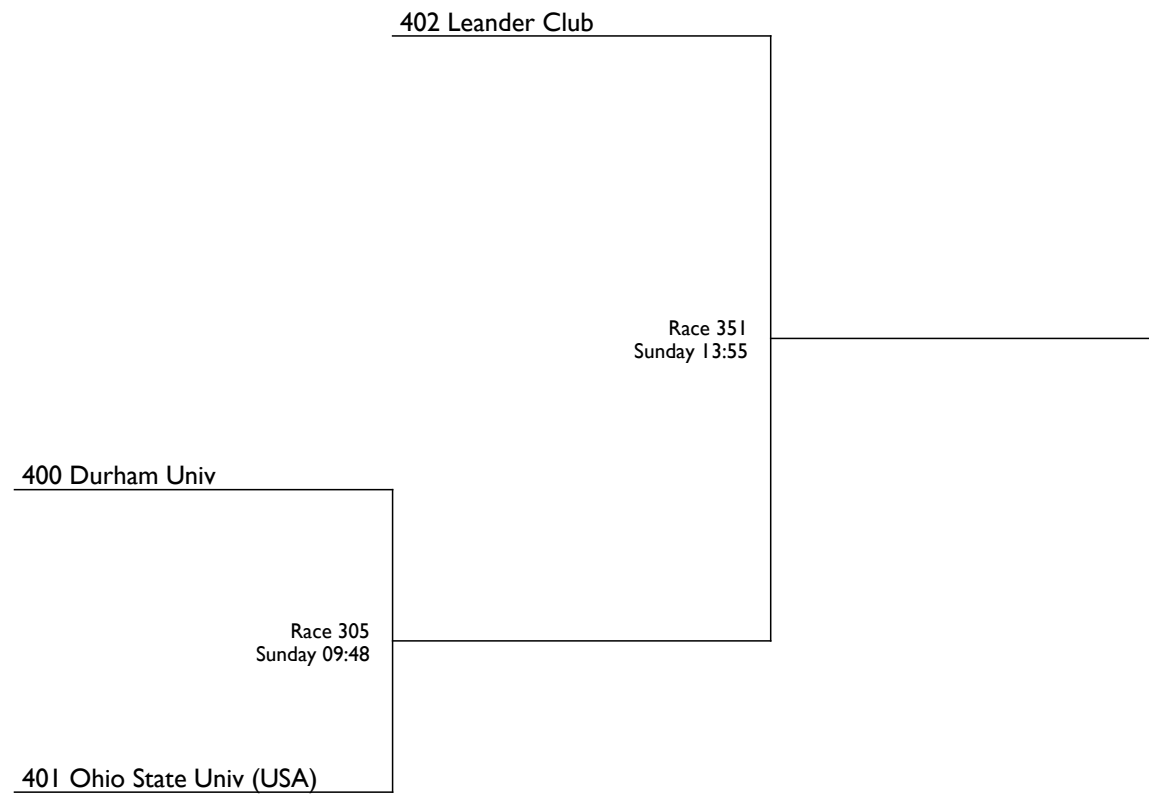 402 Leander Club
Race 351
Sunday 13:55
400 Durham Univ
Race 305
Sunday 09:48
401 Ohio State Univ (USA)